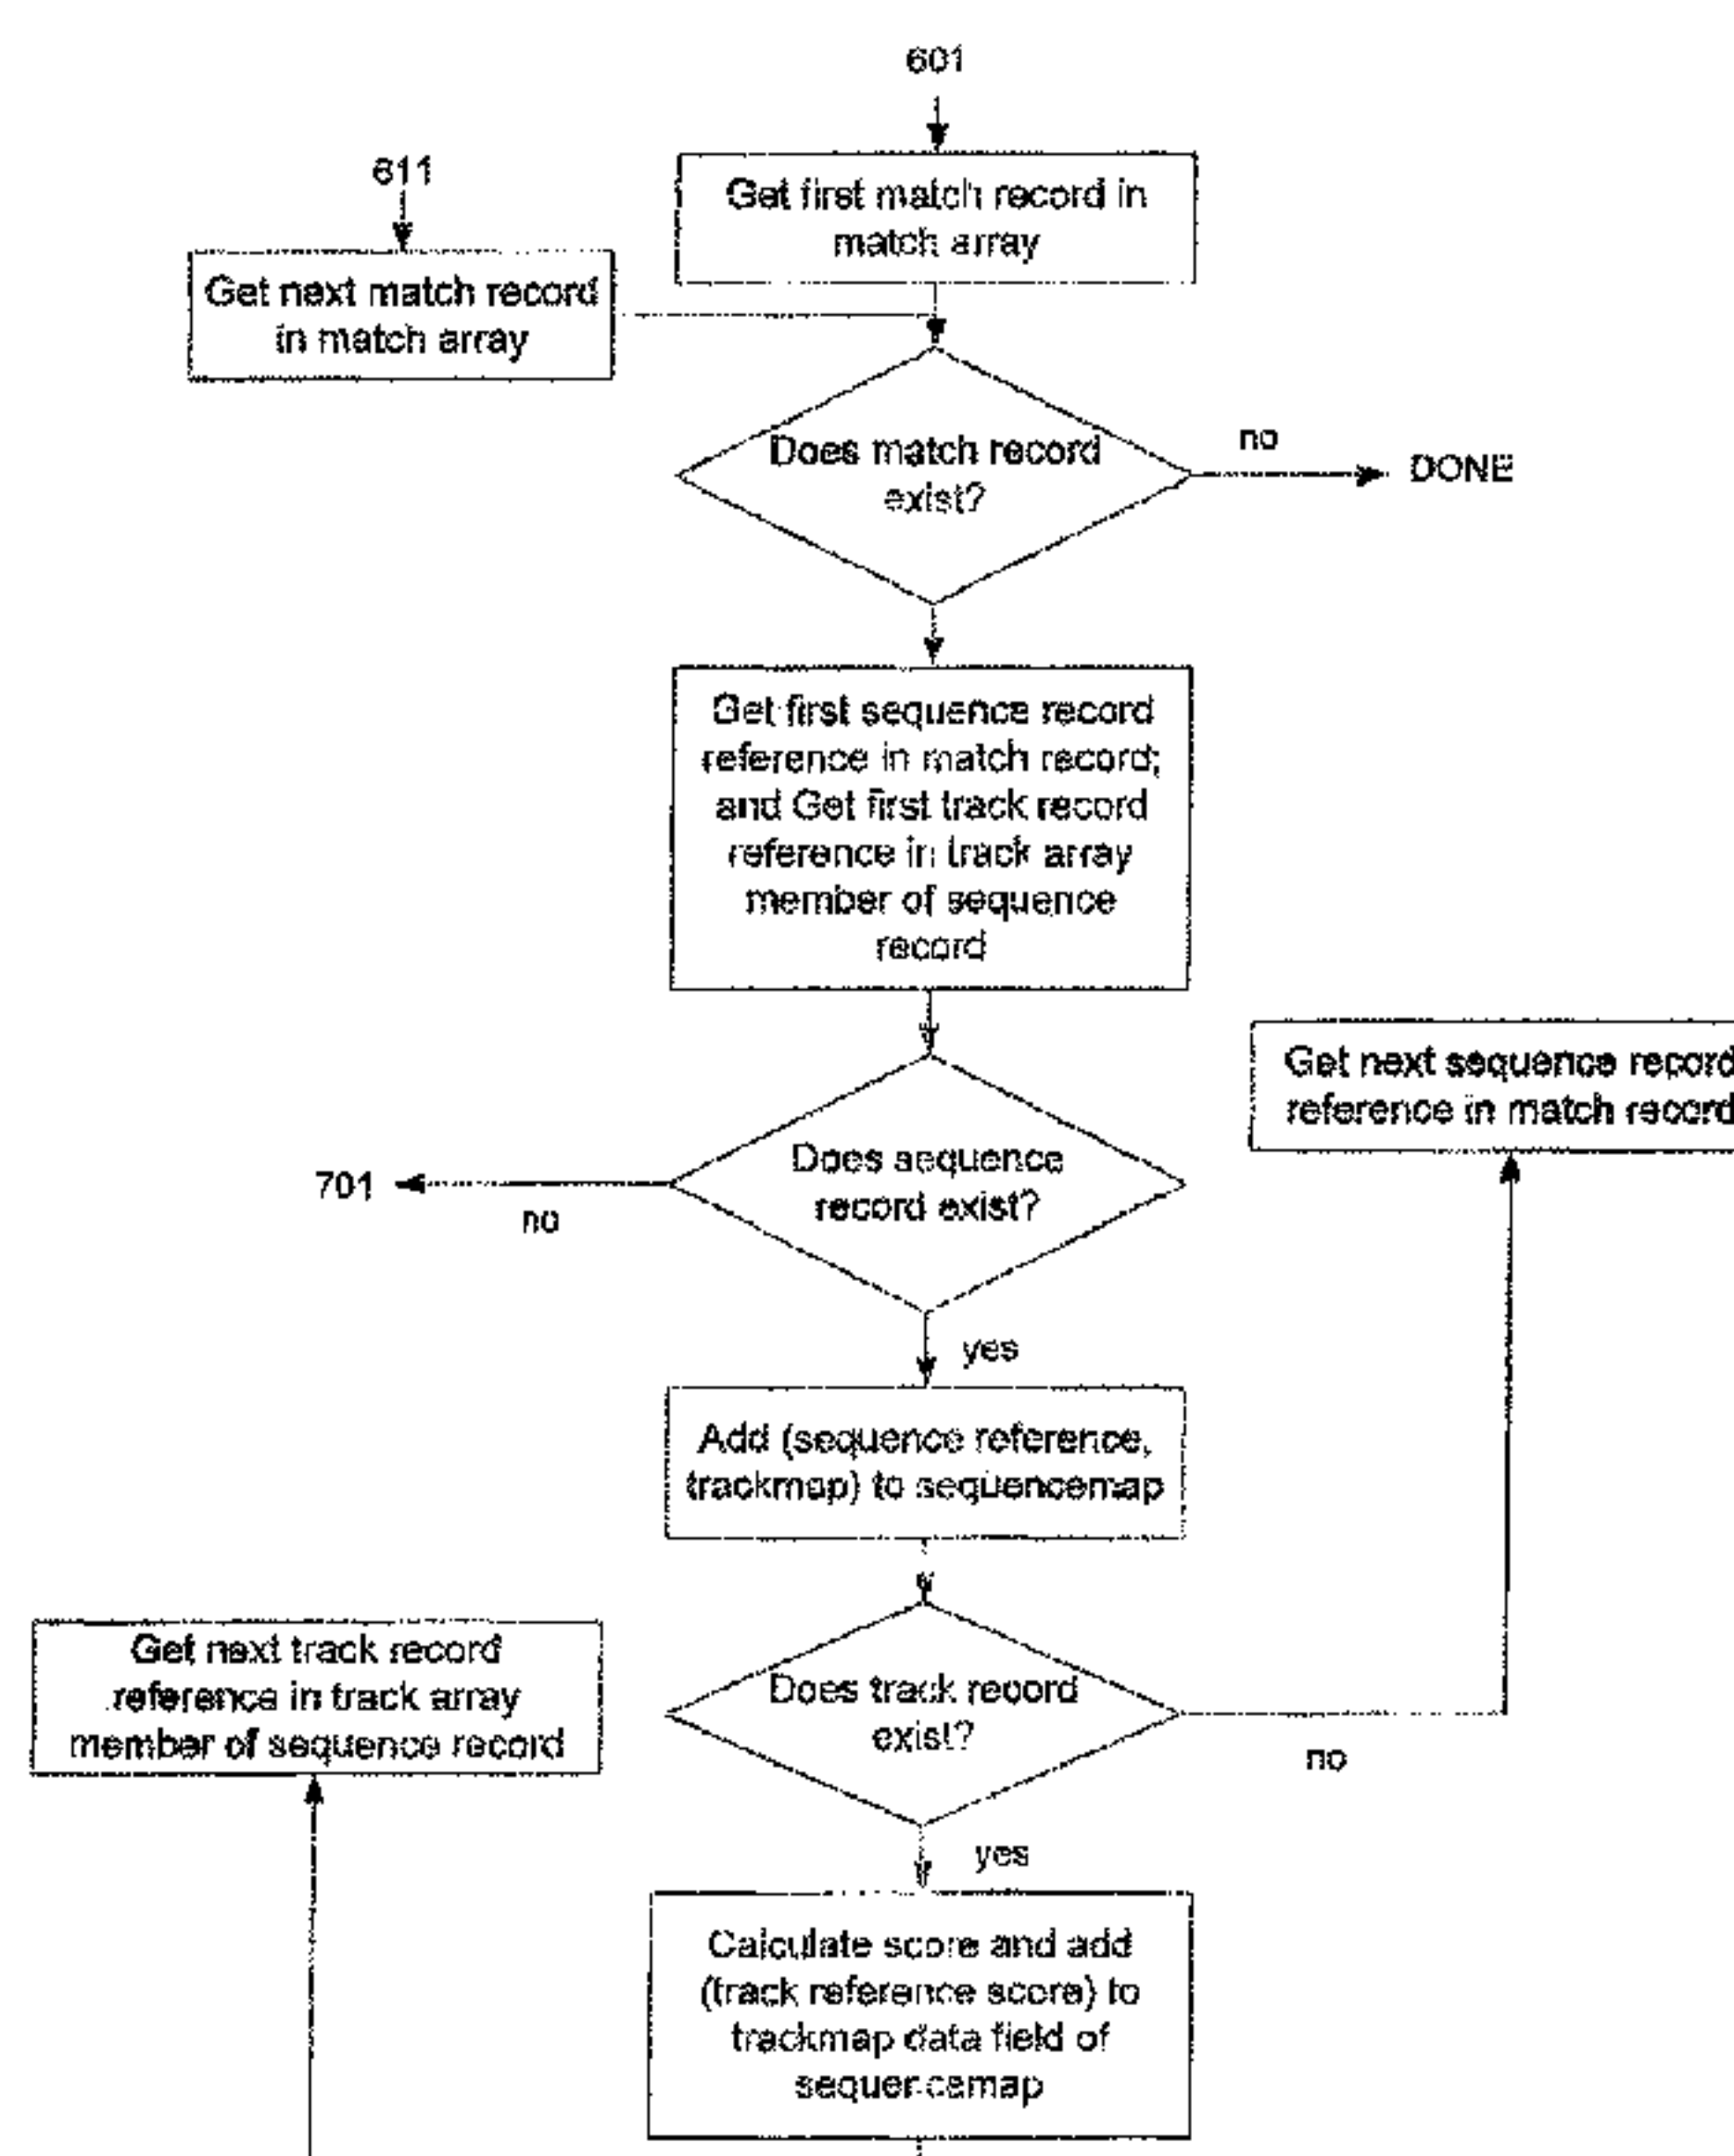 601
611
Get first match record in
match array
Get next match record
in match array
Does match record
exist?
no
DONE
Get first sequence record
reference in match record;
and Get first track record
reference in track array
member of sequence
record
Get next sequence record
reference in match record
Does sequence
record exist?
701
no
yes
Add (sequence reference,
trackmap) to sequencemap
Get next track record
reference in track array
member of sequence record
Does track record
exist?
no
yes
Calculate score and add
(track reference score) to
trackmap data field of
sequencemap